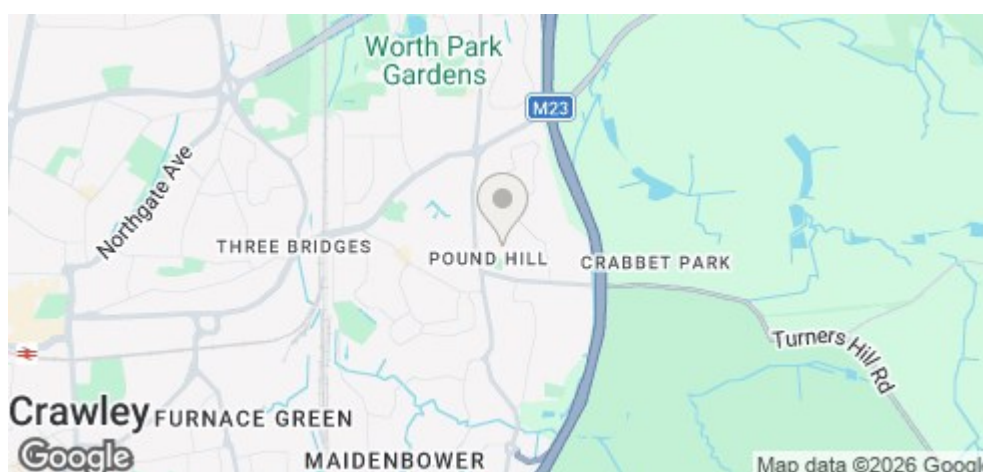 Worth Park
Gardens
M23
Northgate Ave
THREE BRIDGES
POUND HILL
CRABBET PARK
Turners Hill Rd
Crawley
FURNACE GREEN
MAIDENBOWER
Google
Map data ©2026 Google